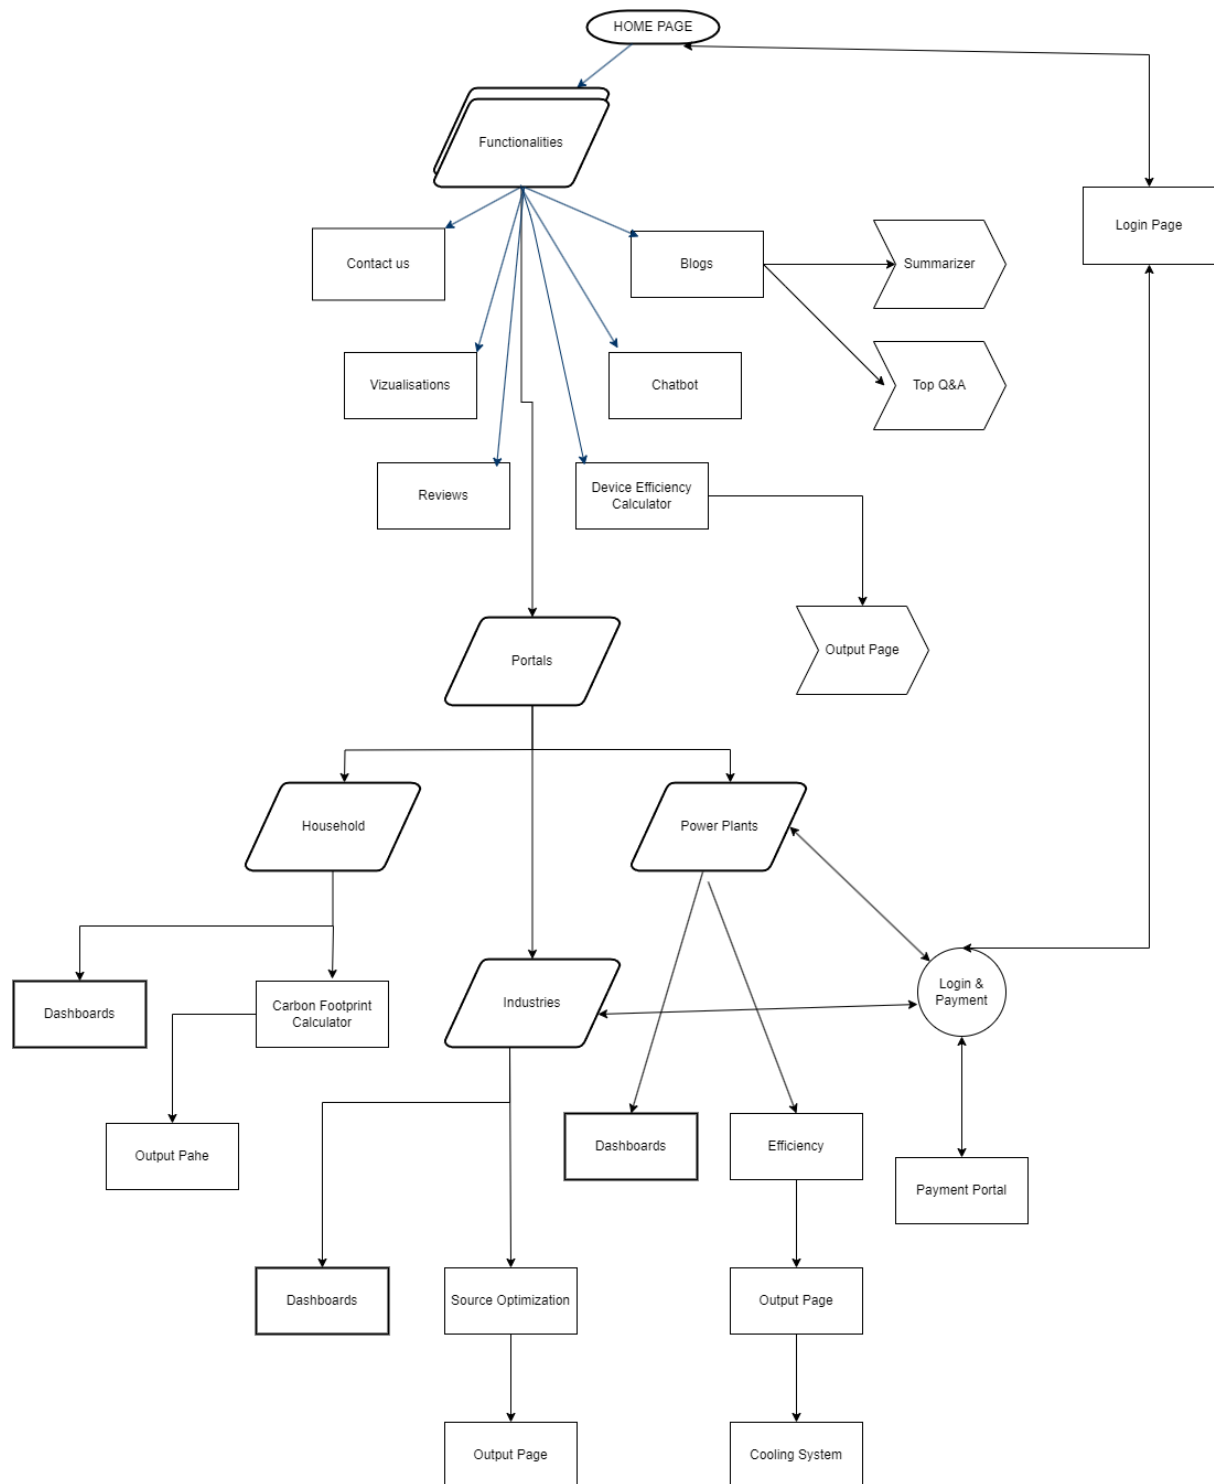 HOME PAGE
Functionalities
Login Page
Contact us
Blogs
Summarizer
Vizualisations
Chatbot
Top Q&A
Reviews
Device Efficiency
Calculator
Output Page
Portals
Household
Power Plants
Dashboards
Carbon Footprint
Calculator
Industries
Login &
Payment
Output Pahe
Dashboards
Efficiency
Payment Portal
Dashboards
Source Optimization
Output Page
Output Page
Cooling System